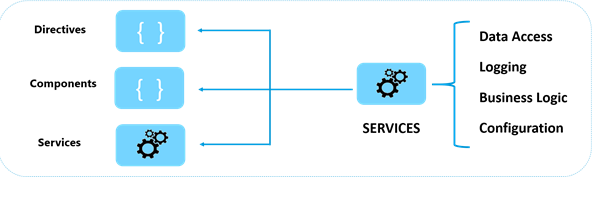 Directives
{ }
Components
{ }
Services
SERVICES
Data Access
Logging
Business Logic
Configuration